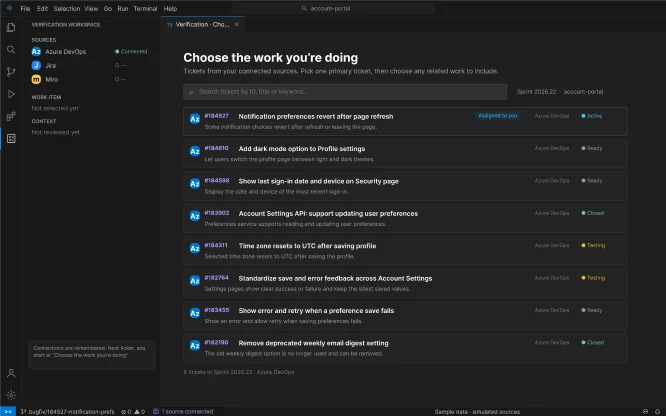 File Edit Selection View Go Run Terminal Help
account-portal
VERIFICATION WORKSPACE
TS Verification - Cho... ×
SOURCES
Az Azure DevOps Connected
J Jira
m Miro
WORK ITEM
Not selected yet
CONTEXT
Not reviewed yet
Choose the work you're doing
Tickets from your connected sources. Pick one primary ticket, then choose any related work to include.
Search tickets by ID, title or keyword...
Sprint 2026.22 · account-portal
Az #184527 Notification preferences revert after page refresh Assigned to you Azure DevOps Active
Some notification choices revert after refresh or leaving the page.
Az #184610 Add dark mode option to Profile settings Azure DevOps Ready
Let users switch the profile page between light and dark themes.
Az #184598 Show last sign-in date and device on Security page Azure DevOps Ready
Display the date and device of the most recent sign-in.
Az #183902 Account Settings API: support updating user preferences Azure DevOps Closed
Preferences service supports reading and updating user preferences.
Az #184311 Time zone resets to UTC after saving profile Azure DevOps Testing
Selected time zone resets to UTC after saving the profile.
Az #182764 Standardize save and error feedback across Account Settings Azure DevOps Testing
Settings pages show clear success or failure and keep the latest saved values.
Az #183455 Show error and retry when a preference save fails Azure DevOps Ready
Show an error and allow retry when saving preferences fails.
Az #182190 Remove deprecated weekly email digest setting Azure DevOps Closed
The old weekly digest option is no longer used and can be removed.
8 tickets in Sprint 2026.22 · Azure DevOps
Connections are remembered. Next ticket, you
start at "Choose the work you're doing".
bugfix/184527-notification-prefs 0 0 1 source connected
Sample data - simulated sources